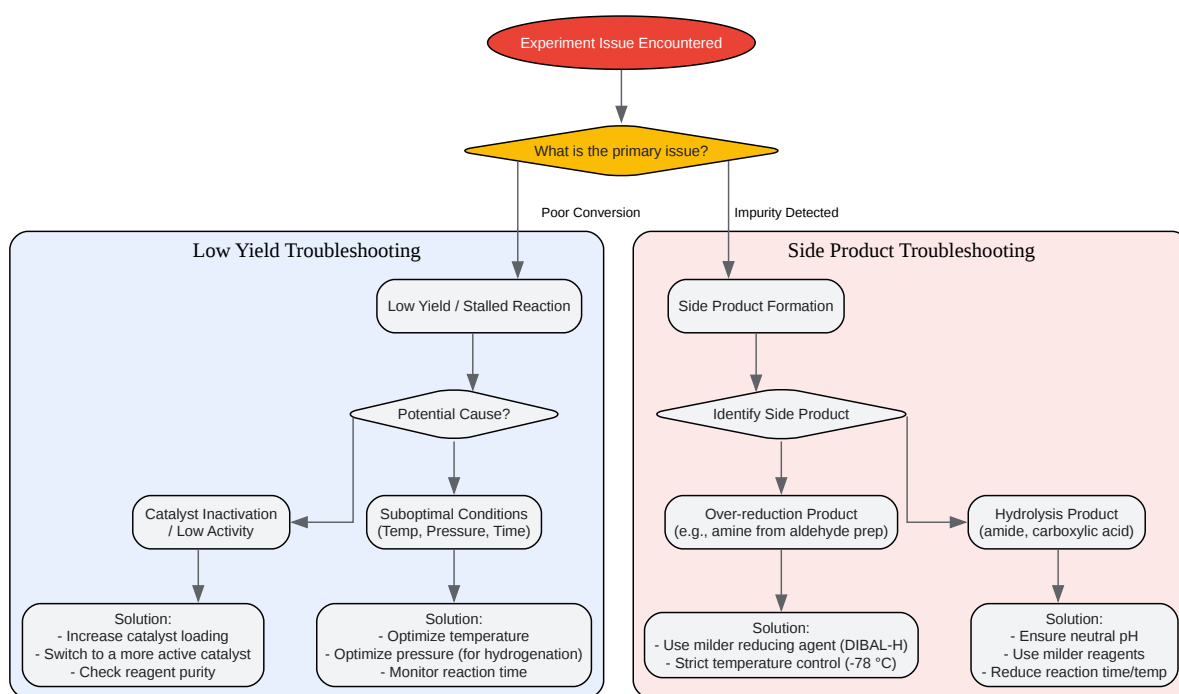 Experiment Issue Encountered
What is the primary issue?
Poor Conversion
Impurity Detected
Low Yield Troubleshooting
Low Yield / Stalled Reaction
Potential Cause?
Catalyst Inactivation
/ Low Activity
Suboptimal Conditions
(Temp, Pressure, Time)
Solution:
- Increase catalyst loading
- Switch to a more active catalyst
- Check reagent purity
Solution:
- Optimize temperature
- Optimize pressure (for hydrogenation)
- Monitor reaction time
Side Product Troubleshooting
Side Product Formation
Identify Side Product
Over-reduction Product
(e.g., amine from aldehyde prep)
Hydrolysis Product
(amide, carboxylic acid)
Solution:
- Use milder reducing agent (DIBAL-H)
- Strict temperature control (-78 °C)
Solution:
- Ensure neutral pH
- Use milder reagents
- Reduce reaction time/temp